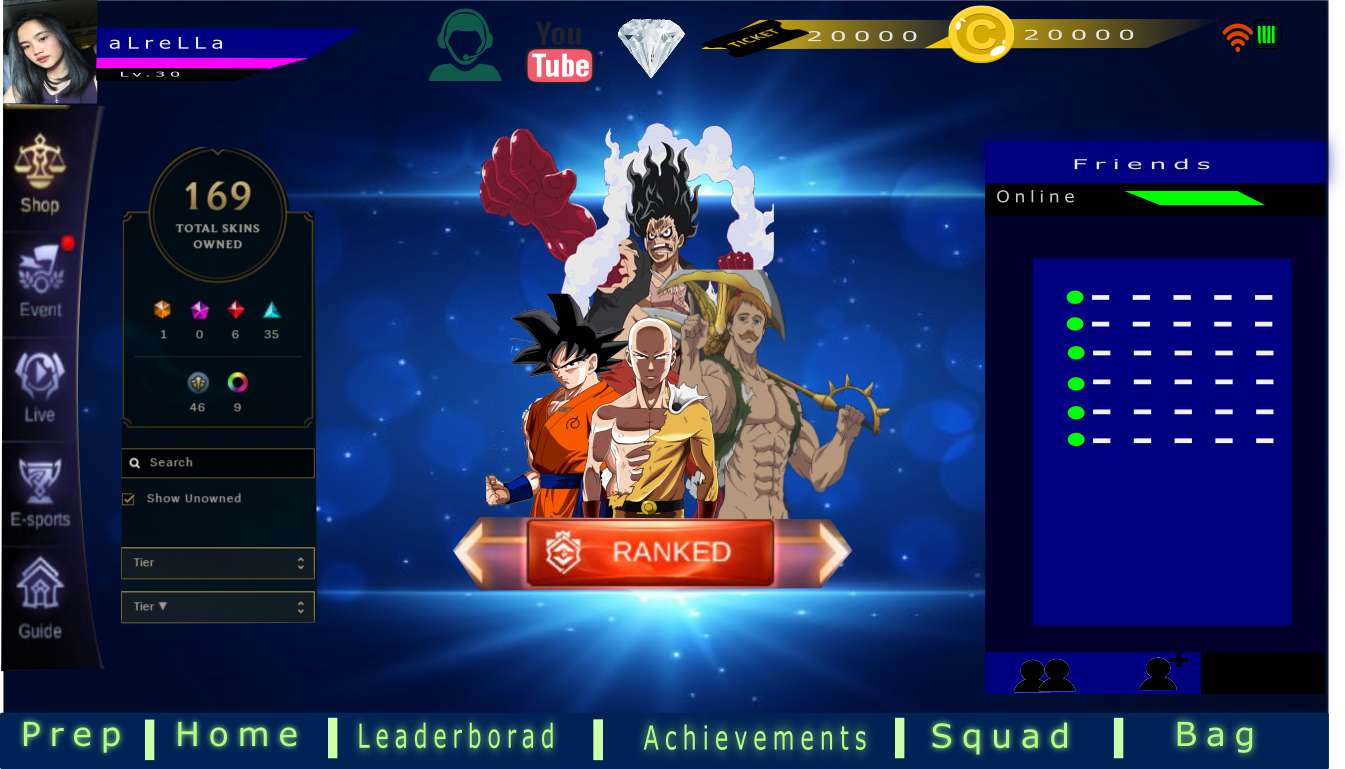 aLreLLa
Lv.30
You
Tube
TICKET
20000
C
20000
Shop
Event
Live
E-sports
Guide
169
TOTAL SKINS
OWNED
1 0 6 35
46 9
Search
Show Unowned
Tier
Tier ▼
RANKED
Friends
Online
Prep | Home | Leaderborad | Achievements | Squad | Bag